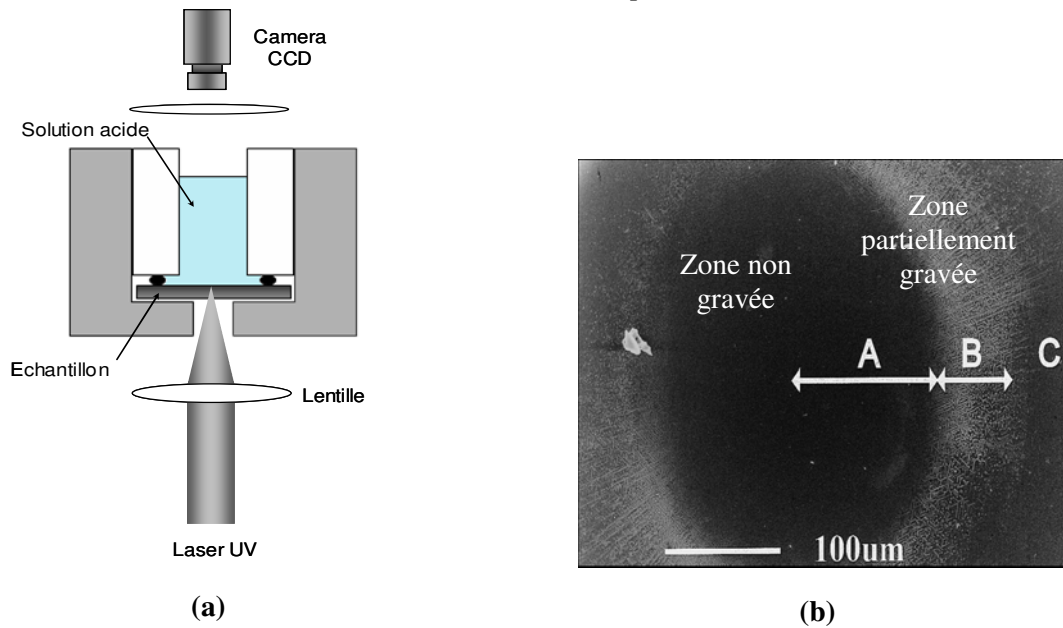 Camera
CCD
Solution acide
Echantillon
Lentille
Laser UV
(a)
Zone
partiellement
gravée
Zone non
gravée
A
B
C
100um
(b)